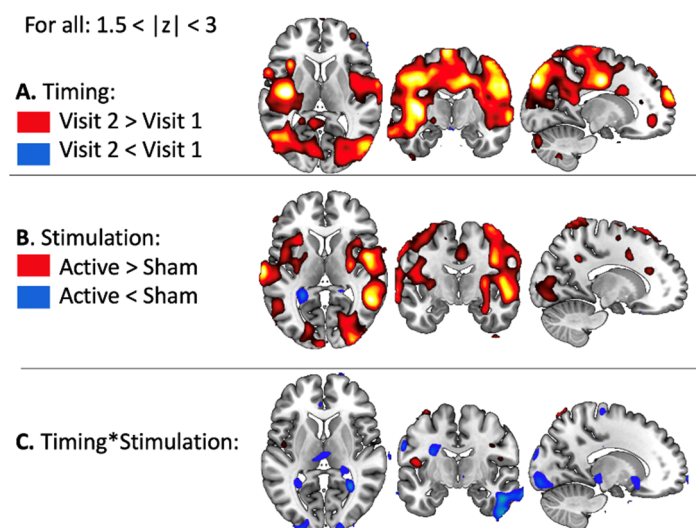 For all: 1.5 < |z| < 3
A. Timing:
Visit 2 > Visit 1
Visit 2 < Visit 1
B. Stimulation:
Active > Sham
Active < Sham
C. Timing*Stimulation: